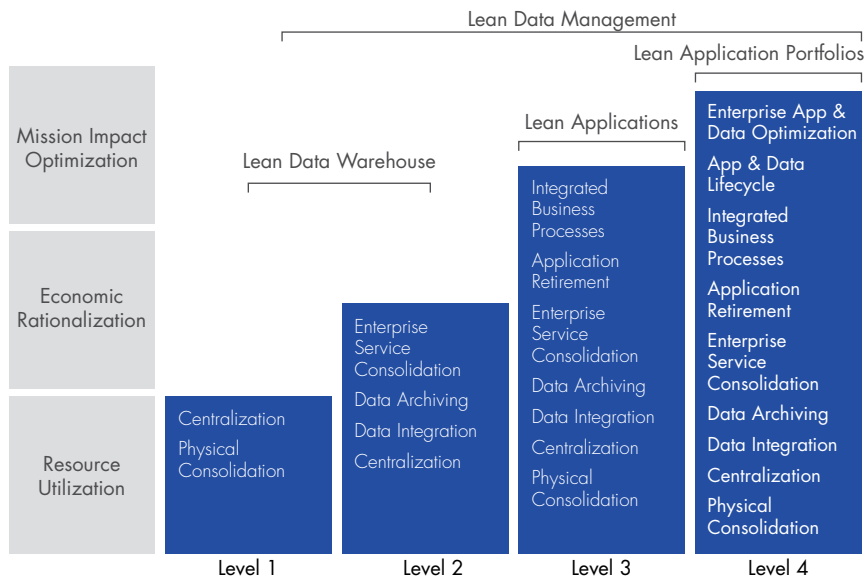 Lean Data Management
Lean Application Portfolios
Lean Applications
Lean Data Warehouse
Mission Impact
Optimization
Economic
Rationalization
Resource
Utilization
Centralization
Physical
Consolidation
Level 1
Enterprise
Service
Consolidation
Data Archiving
Data Integration
Centralization
Level 2
Integrated
Business
Processes
Application
Retirement
Enterprise
Service
Consolidation
Data Archiving
Data Integration
Centralization
Physical
Consolidation
Level 3
Enterprise App &
Data Optimization
App & Data
Lifecycle
Integrated
Business
Processes
Application
Retirement
Enterprise
Service
Consolidation
Data Archiving
Data Integration
Centralization
Physical
Consolidation
Level 4